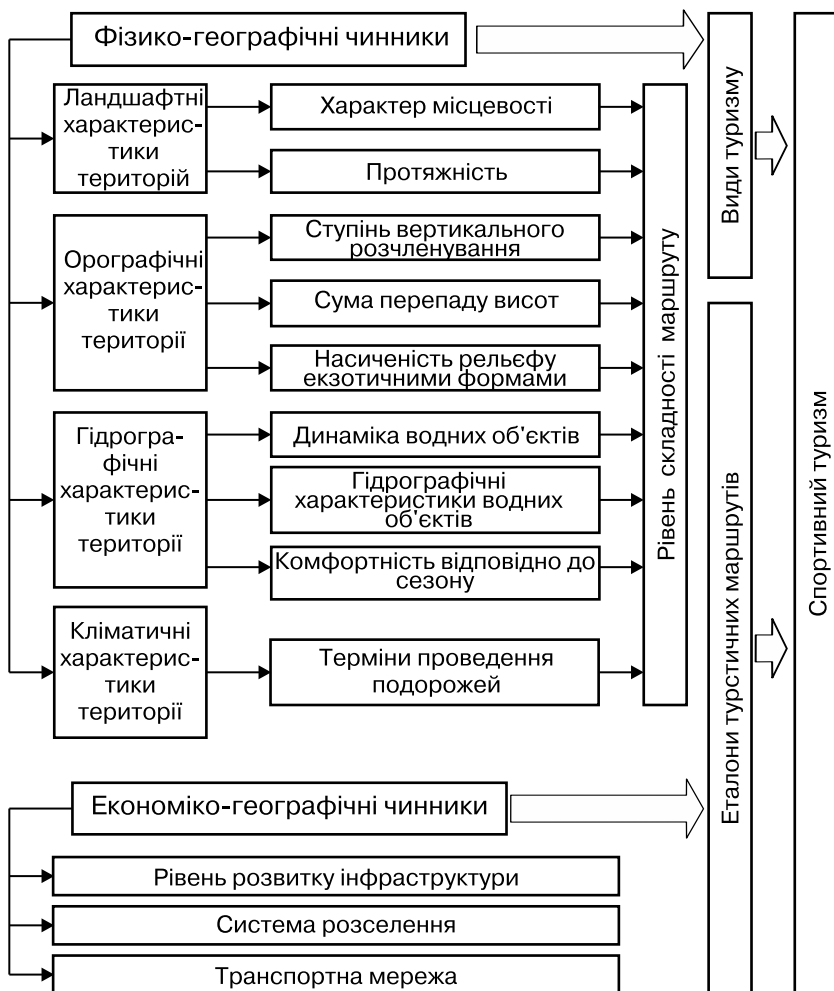 Фізико-географічні чинники
Ландшафтні
характерис-
тики
територій
Характер місцевості
Протяжність
Орографічні
характерис-
тики
території
Ступінь вертикального
розчленування
Сума перепаду висот
Насиченість рельєфу
екзотичними формами
Гідрогра-
фічні
характерис-
тики
території
Динаміка водних об'єктів
Гідрографічні
характеристики водних
об'єктів
Комфортність відповідно до
сезону
Кліматичні
характерис-
тики
території
Терміни проведення
подорожей
Рівень складності маршруту
Види туризму
Еталони турстичних маршрутів
Спортивний туризм
Економіко-географічні чинники
Рівень розвитку інфраструктури
Система розселення
Транспортна мережа